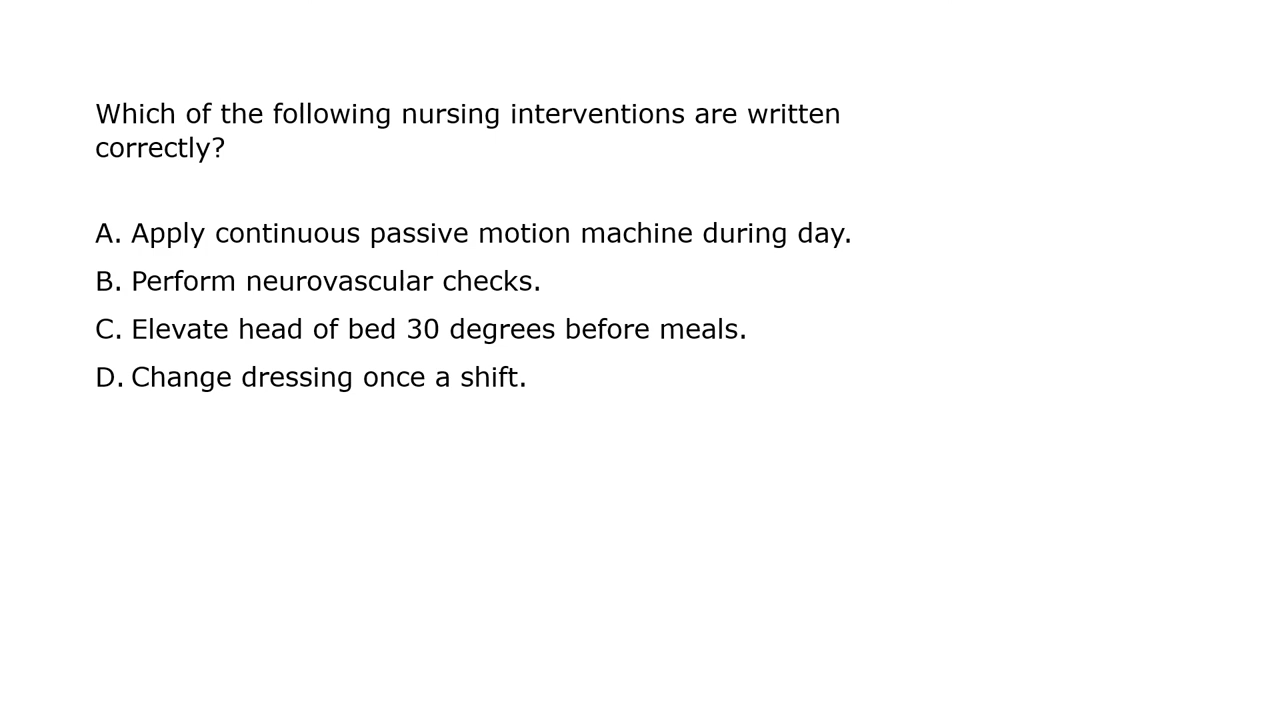 Which of the following nursing interventions are written
correctly?
A. Apply continuous passive motion machine during day.
B. Perform neurovascular checks.
C. Elevate head of bed 30 degrees before meals.
D. Change dressing once a shift.